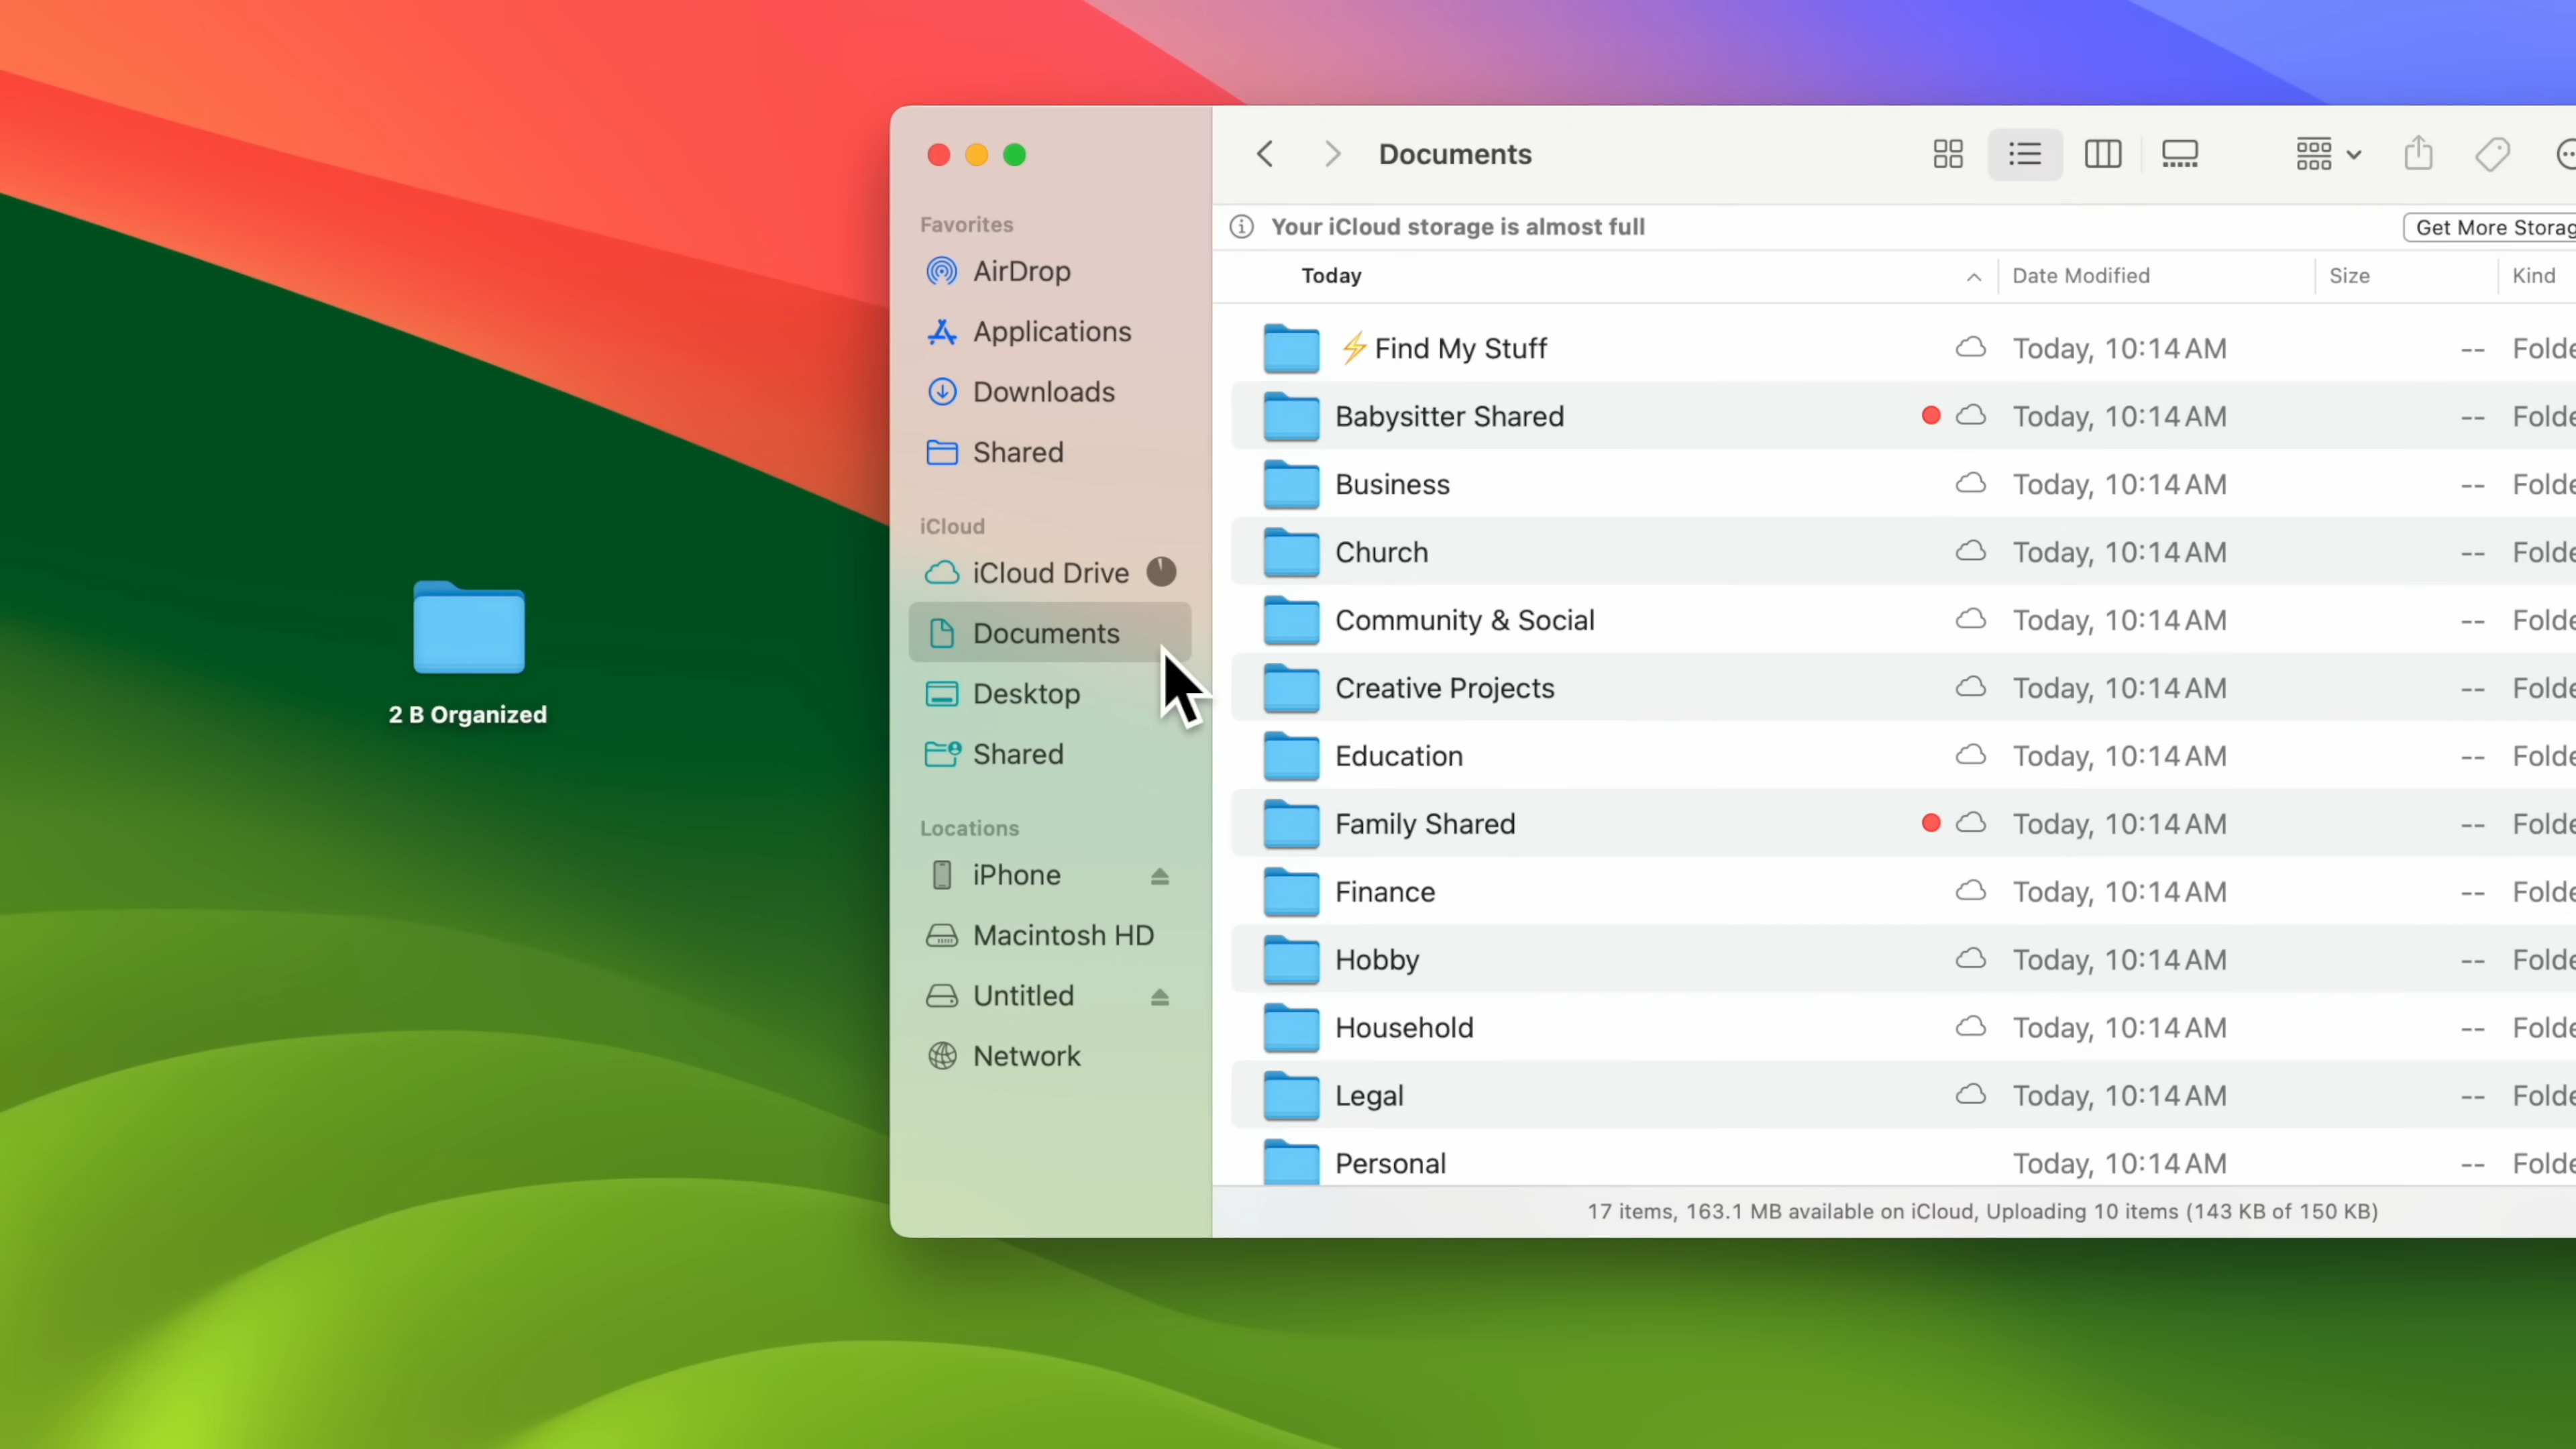 Documents
Your iCloud storage is almost full
Get More Storag
Favorites
AirDrop
Applications
Downloads
Shared
iCloud
iCloud Drive
Documents
Desktop
Shared
Locations
iPhone
Macintosh HD
Untitled
Network
2 B Organized
Today Date Modified Size Kind
⚡Find My Stuff Today, 10:14 AM -- Folde
Babysitter Shared Today, 10:14 AM -- Folde
Business Today, 10:14 AM -- Folde
Church Today, 10:14 AM -- Folde
Community & Social Today, 10:14 AM -- Folde
Creative Projects Today, 10:14 AM -- Folde
Education Today, 10:14 AM -- Folde
Family Shared Today, 10:14 AM -- Folde
Finance Today, 10:14 AM -- Folde
Hobby Today, 10:14 AM -- Folde
Household Today, 10:14 AM -- Folde
Legal Today, 10:14 AM -- Folde
Personal Today, 10:14 AM -- Folde
17 items, 163.1 MB available on iCloud, Uploading 10 items (143 KB of 150 KB)